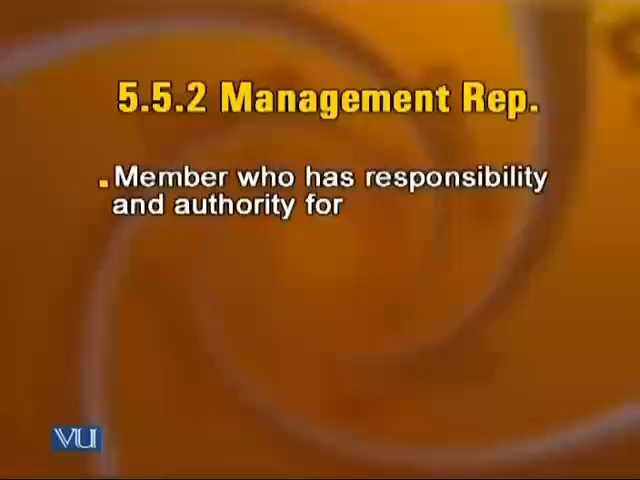 5.5.2 Management Rep.
Member who has responsibility
and authority for
VU